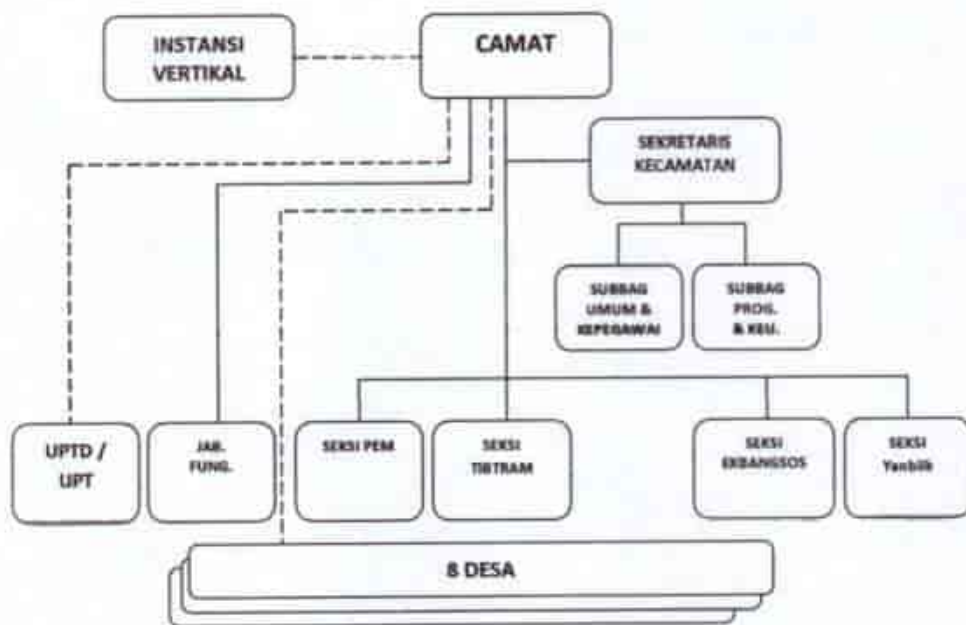 INSTANSI
VERTIKAL
CAMAT
SEKRETARIS
KECAMATAN
SUBBAG
UMUM &
KEPEGAWAI
SUBBAG
PROG.
& KEU.
UPTD /
UPT
JAB.
FUNG.
SEKSI PEM
SEKSI
TIBTRAM
SEKSI
EKBANGSOS
SEKSI
Yanblik
8 DESA